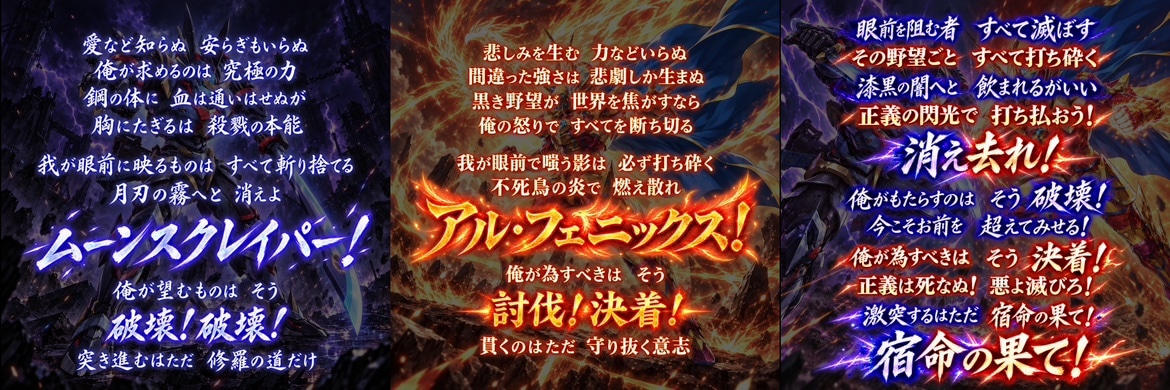 愛など知らぬ　安らぎもいらぬ
俺が求めるのは　究極の力
鋼の体に　血は通いはせぬが
胸にたぎるは　殺戮の本能
我が眼前に映るものは　すべて斬り捨てる
月刃の霧へと　消えよ
ムーンスクレイパー！
俺が望むものは　そう
破壊！破壊！
突き進むはただ　修羅の道だけ
悲しみを生む　力などいらぬ
間違った強さは　悲劇しか生まぬ
黒き野望が　世界を焦がすなら
俺の怒りで　すべてを断ち切る
我が眼前で嗤う影は　必ず打ち砕く
不死鳥の炎で　燃え散れ
アル・フェニックス！
俺が為すべきは　そう
討伐！決着！
貫くのはただ　守り抜く意志
眼前を阻む者　すべて滅ぼす
その野望ごと　すべて打ち砕く
漆黒の闇へと　飲まれるがいい
正義の閃光で　打ち払おう！
消え去れ！
俺がもたらすのは　そう　破壊！
今こそお前を　超えてみせる！
俺が為すべきは　そう　決着！
正義は死なぬ！悪よ滅びろ！
激突するはただ　宿命の果て！
宿命の果て！